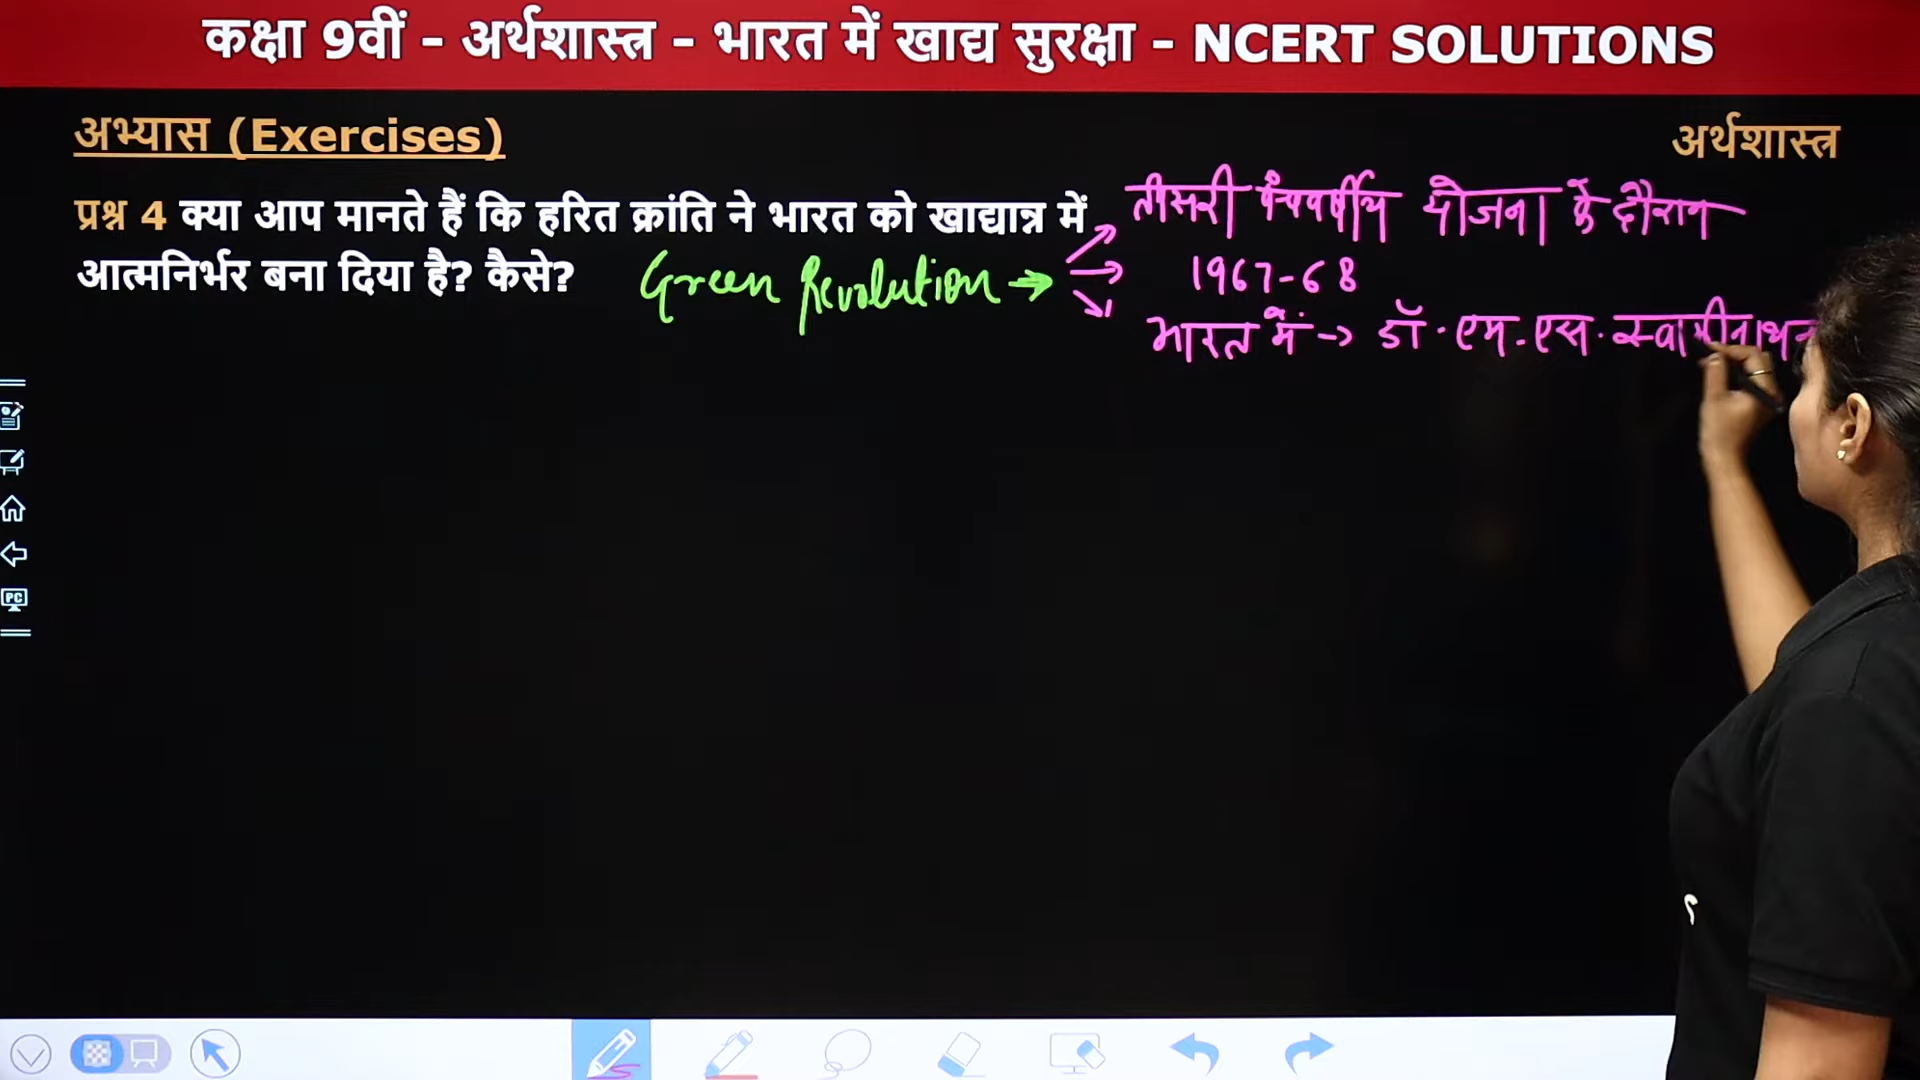 कक्षा 9वीं - अर्थशास्त्र - भारत में खाद्य सुरक्षा - NCERT SOLUTIONS
अभ्यास (Exercises)
अर्थशास्त्र
प्रश्न 4 क्या आप मानते हैं कि हरित क्रांति ने भारत को खाद्यान्न में
आत्मनिर्भर बना दिया है? कैसे?
Green Revolution →
तीसरी पंचवर्षीय योजना के दौरान
1967-68
भारत में → डॉ. एम. एस. स्वामीनाथन
PC